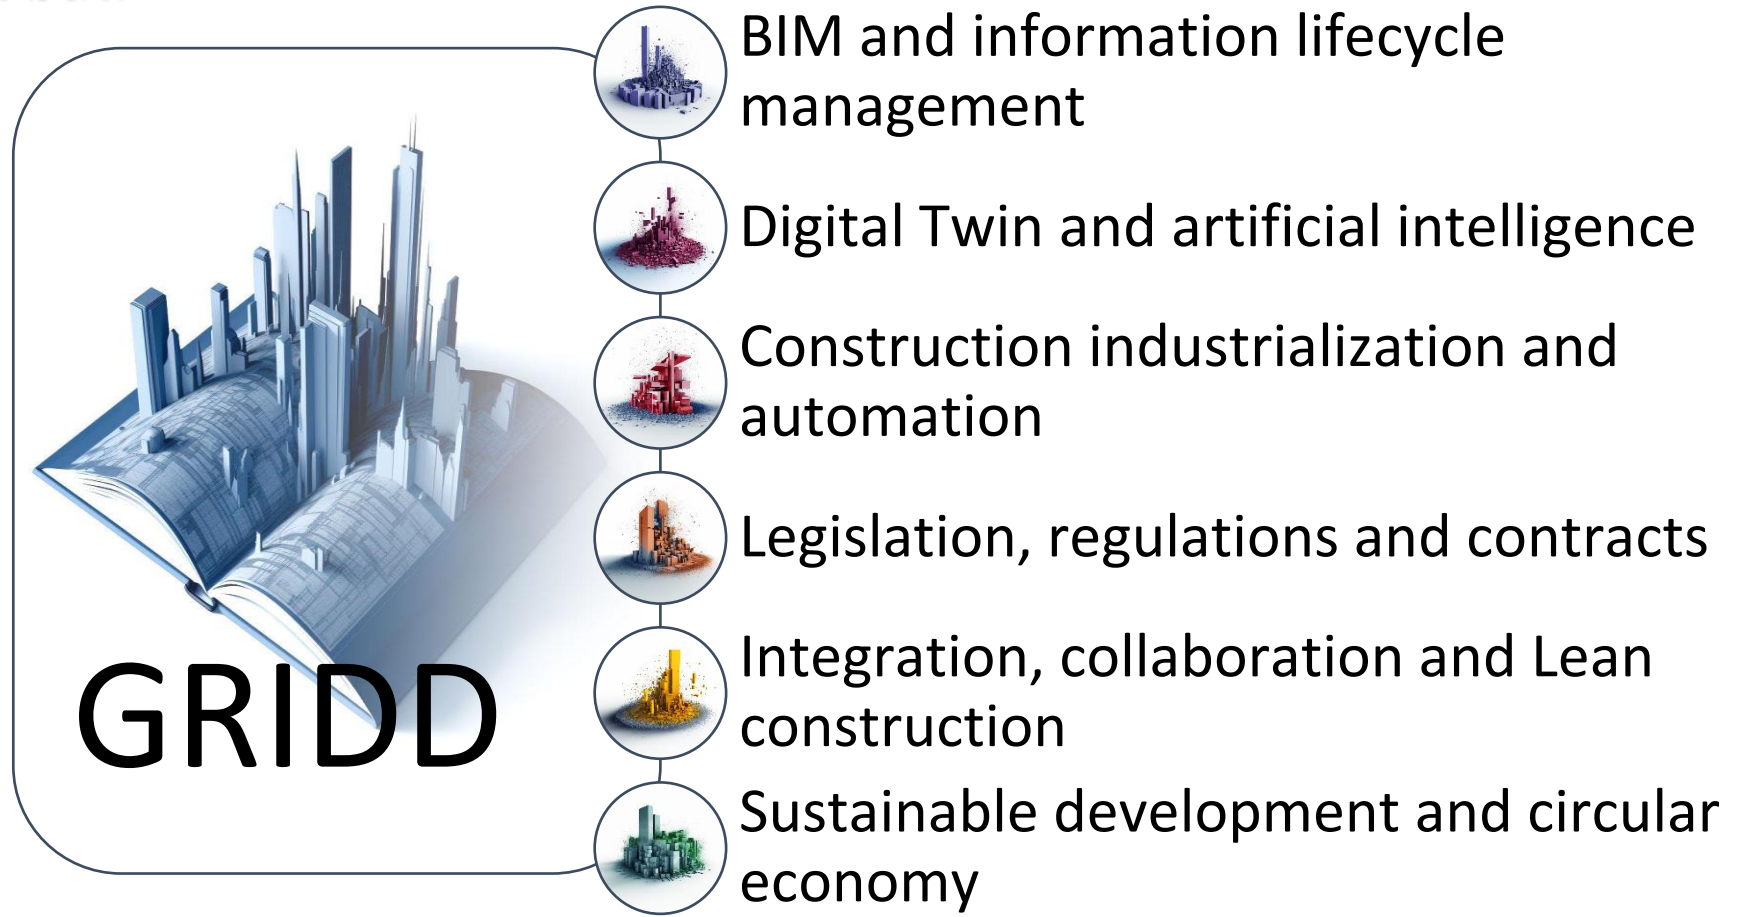 GRIDD
BIM and information lifecycle
management
Digital Twin and artificial intelligence
Construction industrialization and
automation
Legislation, regulations and contracts
Integration, collaboration and Lean
construction
Sustainable development and circular
economy